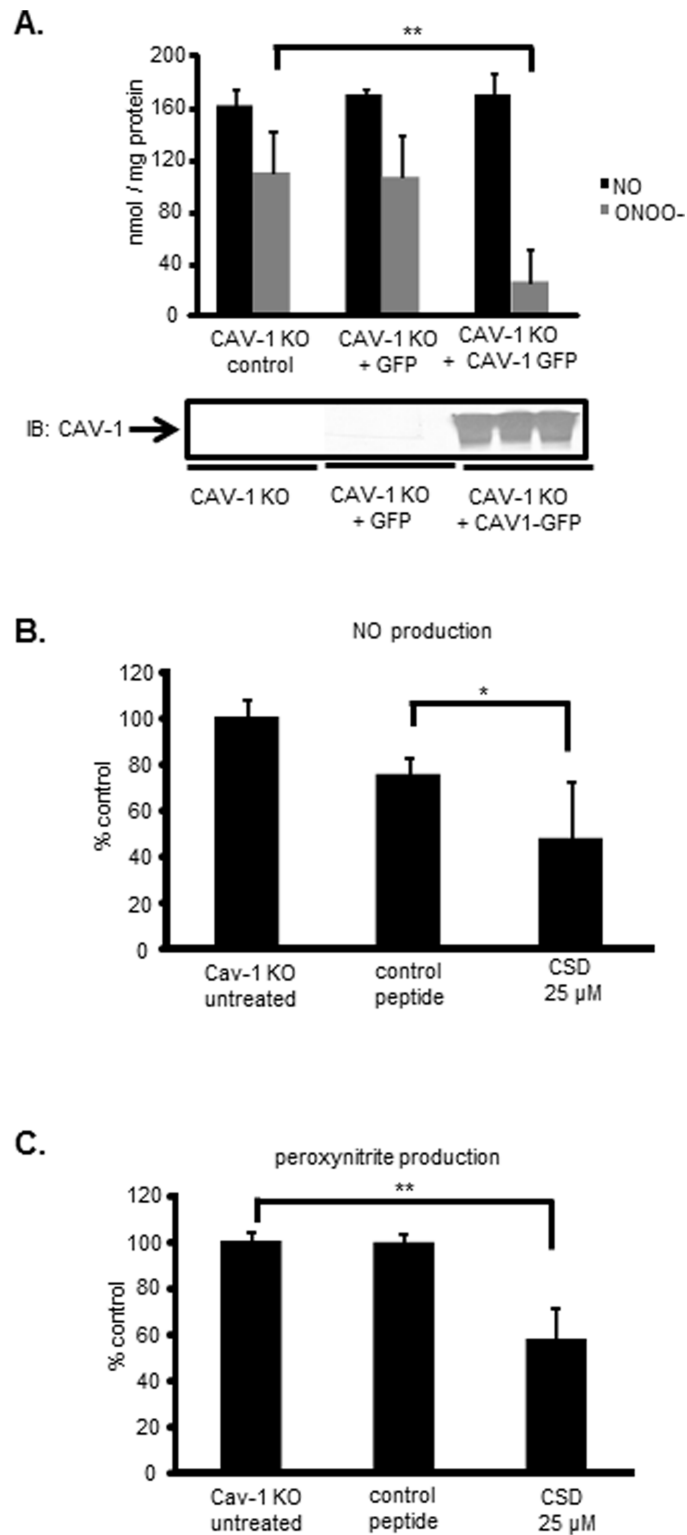 A.
**
200
160
120
80
40
0
nmol / mg protein
NO
ONOO-
CAV-1 KO
control
CAV-1 KO
+ GFP
CAV-1 KO
+ CAV-1 GFP
IB: CAV-1
CAV-1 KO
CAV-1 KO
+ GFP
CAV-1 KO
+ CAV1-GFP
B.
NO production
*
120
100
80
60
40
20
0
% control
Cav-1 KO
untreated
control
peptide
CSD
25 µM
C.
peroxynitrite production
**
120
100
80
60
40
20
0
% control
Cav-1 KO
untreated
control
peptide
CSD
25 µM